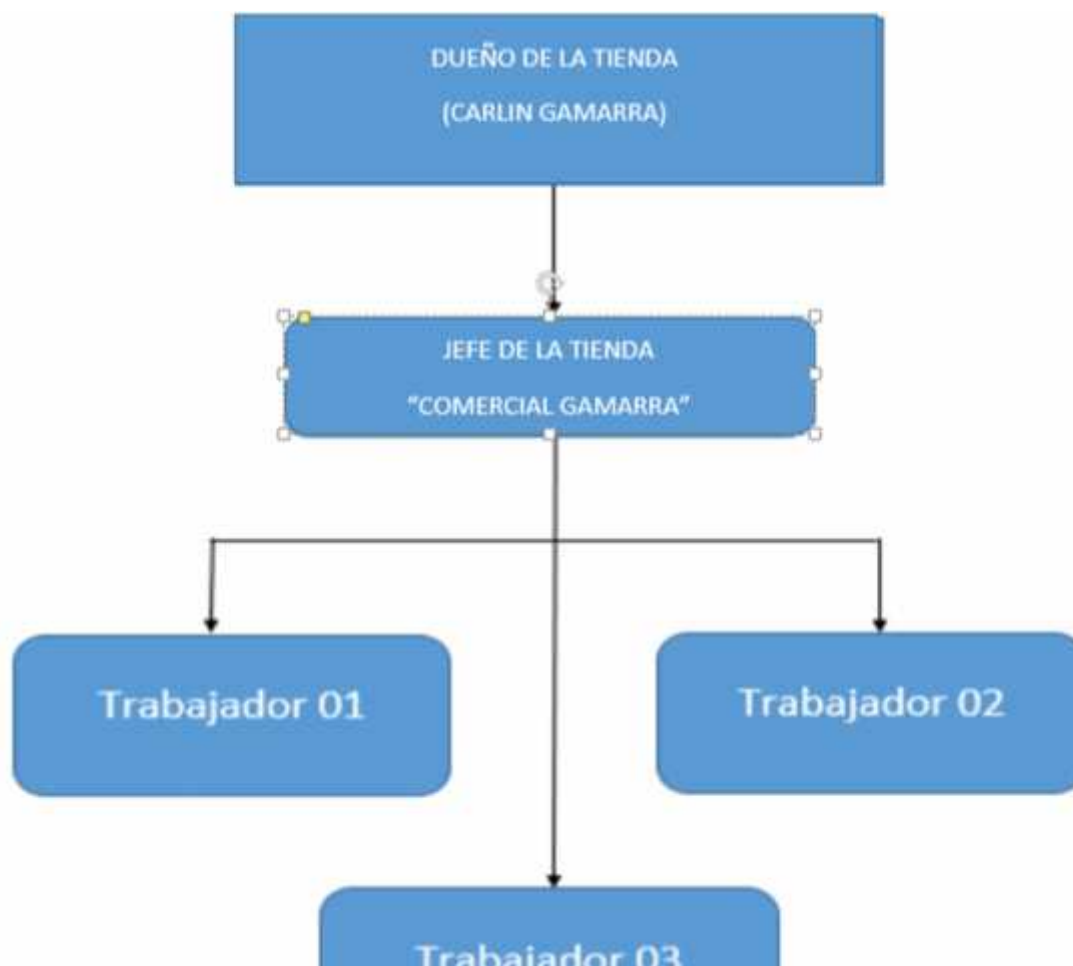 DUEÑO DE LA TIENDA
(CARLIN GAMARRA)
JEFE DE LA TIENDA
“COMERCIAL GAMARRA”
Trabajador 01
Trabajador 02
Trabajador 03